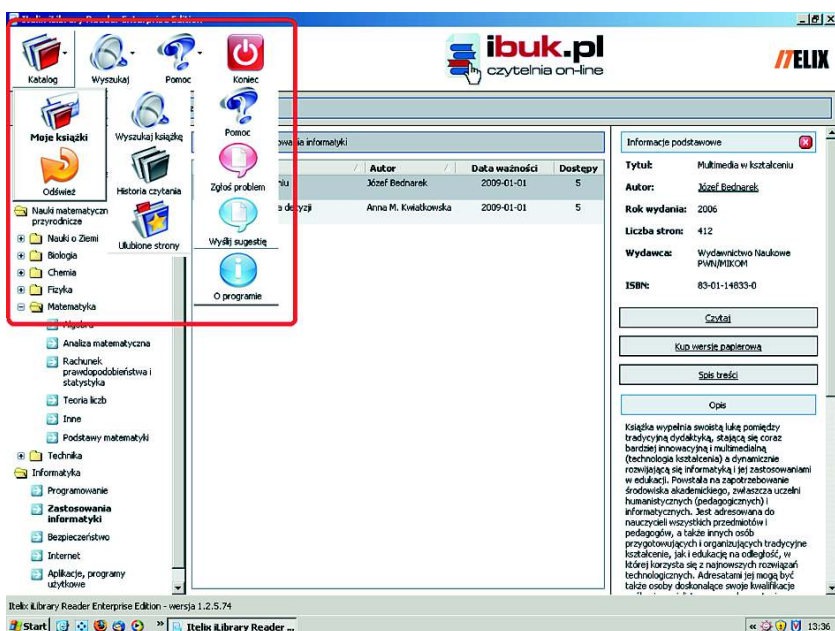 Itelix iLibrary Reader Enterprise Edition
Katalog
Wyszukaj
Pomoc
Koniec
ibuk.pl
czytelnia on-line
ITELIX
Moje książki
Odśwież
Wyszukaj książkę
Historia czytania
Ulubione strony
Pomoc
Zgłoś problem
Wyślij sugestię
O programie
Nauki matematyczn
przyrodnicze
Nauki o Ziemi
Biologia
Chemia
Fizyka
Matematyka
Algebra
Analiza matematyczna
Rachunek
prawdopodobieństwa i
statystyka
Teoria liczb
Inne
Podstawy matematyki
Technika
Informatyka
Programowanie
Zastosowania
informatyki
Bezpieczeństwo
Internet
Aplikacje, programy
użytkowe
owania informatyki
Autor Data ważności Dostępy
niu Józef Bednarek 2009-01-01 5
a decyzji Anna M. Kwiatkowska 2009-01-01 5
Informacje podstawowe
Tytuł: Multimedia w kształceniu
Autor: Józef Bednarek
Rok wydania: 2006
Liczba stron: 412
Wydawca: Wydawnictwo Naukowe
PWN/MIKOM
ISBN: 83-01-14833-0
Czytaj
Kup wersję papierową
Spis treści
Opis
Książka wypełnia swoistą lukę pomiędzy
tradycyjną dydaktyką, stającą się coraz
bardziej innowacyjną i multimedialną
(technologia kształcenia) a dynamicznie
rozwijającą się informatyką i jej zastosowaniami
w edukacji. Powstała na zapotrzebowanie
środowiska akademickiego, zwłaszcza uczelni
humanistycznych (pedagogicznych) i
informatycznych. Jest adresowana do
nauczycieli wszystkich przedmiotów i
pedagogów, a także innych osób
przygotowujących i organizujących tradycyjne
kształcenie, jak i edukację na odległość, w
której korzysta się z najnowszych rozwiązań
technologicznych. Adresatami jej mogą być
także osoby doskonalące swoje kwalifikacje
Itelix iLibrary Reader Enterprise Edition - wersja 1.2.5.74
Start
Itelix iLibrary Reader ...
13:36